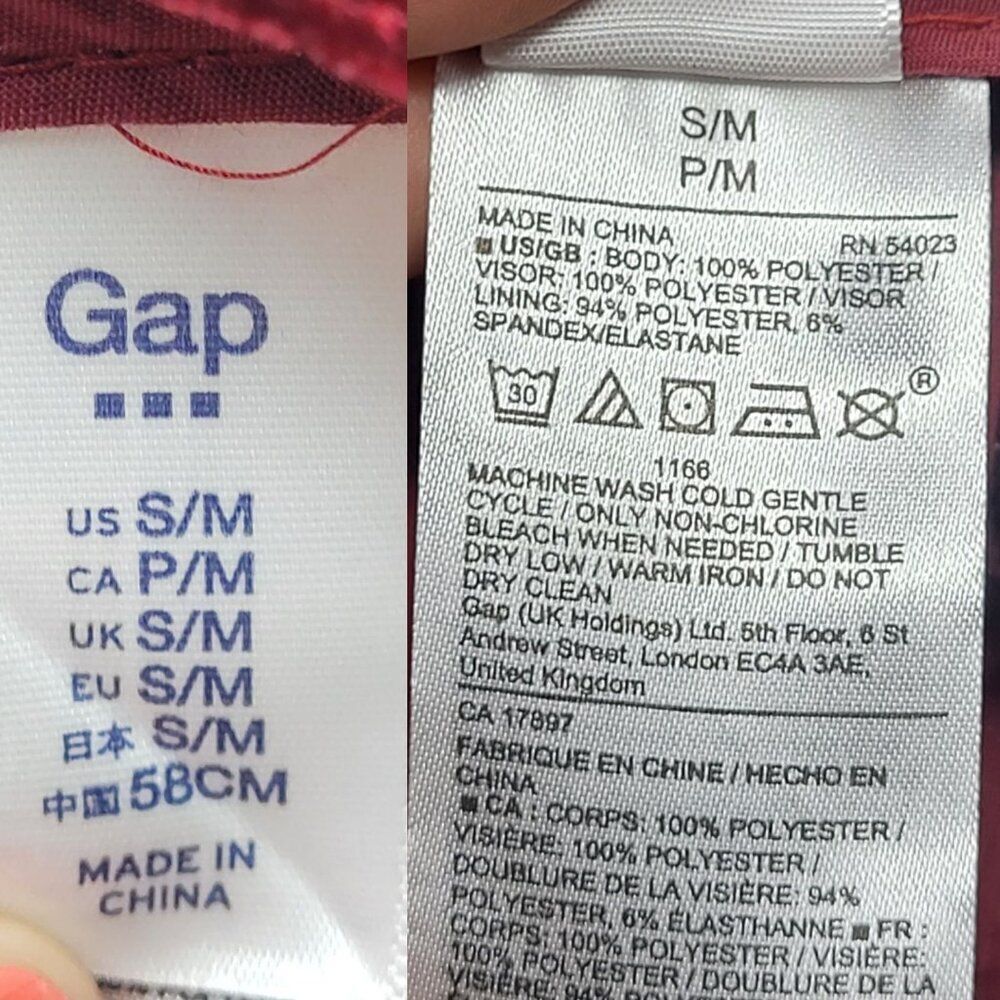 Gap
US S/M
CA P/M
UK S/M
EU S/M
日本 S/M
中国 58CM
MADE IN
CHINA
S/M
P/M
MADE IN CHINA RN 54023
US/GB : BODY: 100% POLYESTER /
VISOR: 100% POLYESTER / VISOR
LINING: 94% POLYESTER, 6%
SPANDEX/ELASTANE
30
®
1166
MACHINE WASH COLD GENTLE
CYCLE / ONLY NON-CHLORINE
BLEACH WHEN NEEDED / TUMBLE
DRY LOW / WARM IRON / DO NOT
DRY CLEAN
Gap (UK Holdings) Ltd. 5th Floor, 6 St
Andrew Street, London EC4A 3AE,
United Kingdom
CA 17897
FABRIQUE EN CHINE / HECHO EN
CHINA
CA : CORPS: 100% POLYESTER /
VISIÈRE: 100% POLYESTER /
DOUBLURE DE LA VISIÈRE: 94%
POLYESTER, 6% ÉLASTHANNE FR :
CORPS: 100% POLYESTER / VISIÈRE:
100% POLYESTER / DOUBLURE DE LA
VISIÈRE: 94%